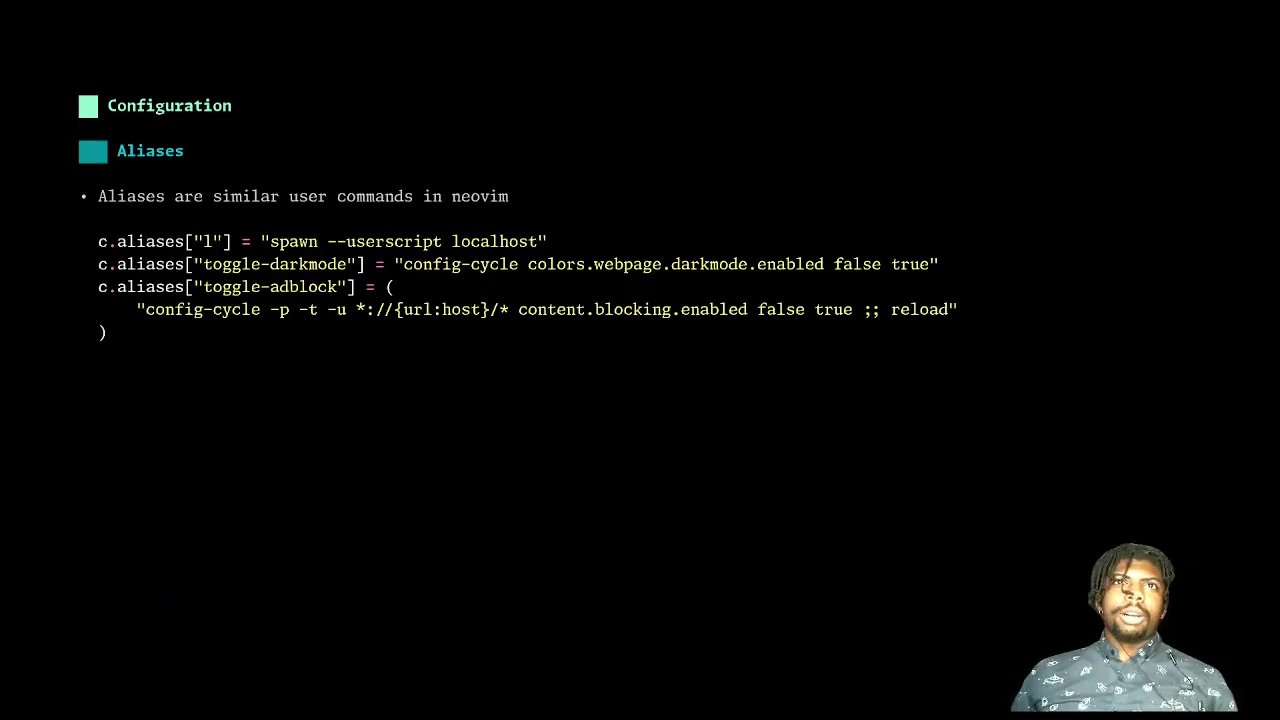 Configuration
Aliases
• Aliases are similar user commands in neovim
c.aliases["l"] = "spawn --userscript localhost"
c.aliases["toggle-darkmode"] = "config-cycle colors.webpage.darkmode.enabled false true"
c.aliases["toggle-adblock"] = (
"config-cycle -p -t -u *://{url:host}/* content.blocking.enabled false true ;; reload"
)